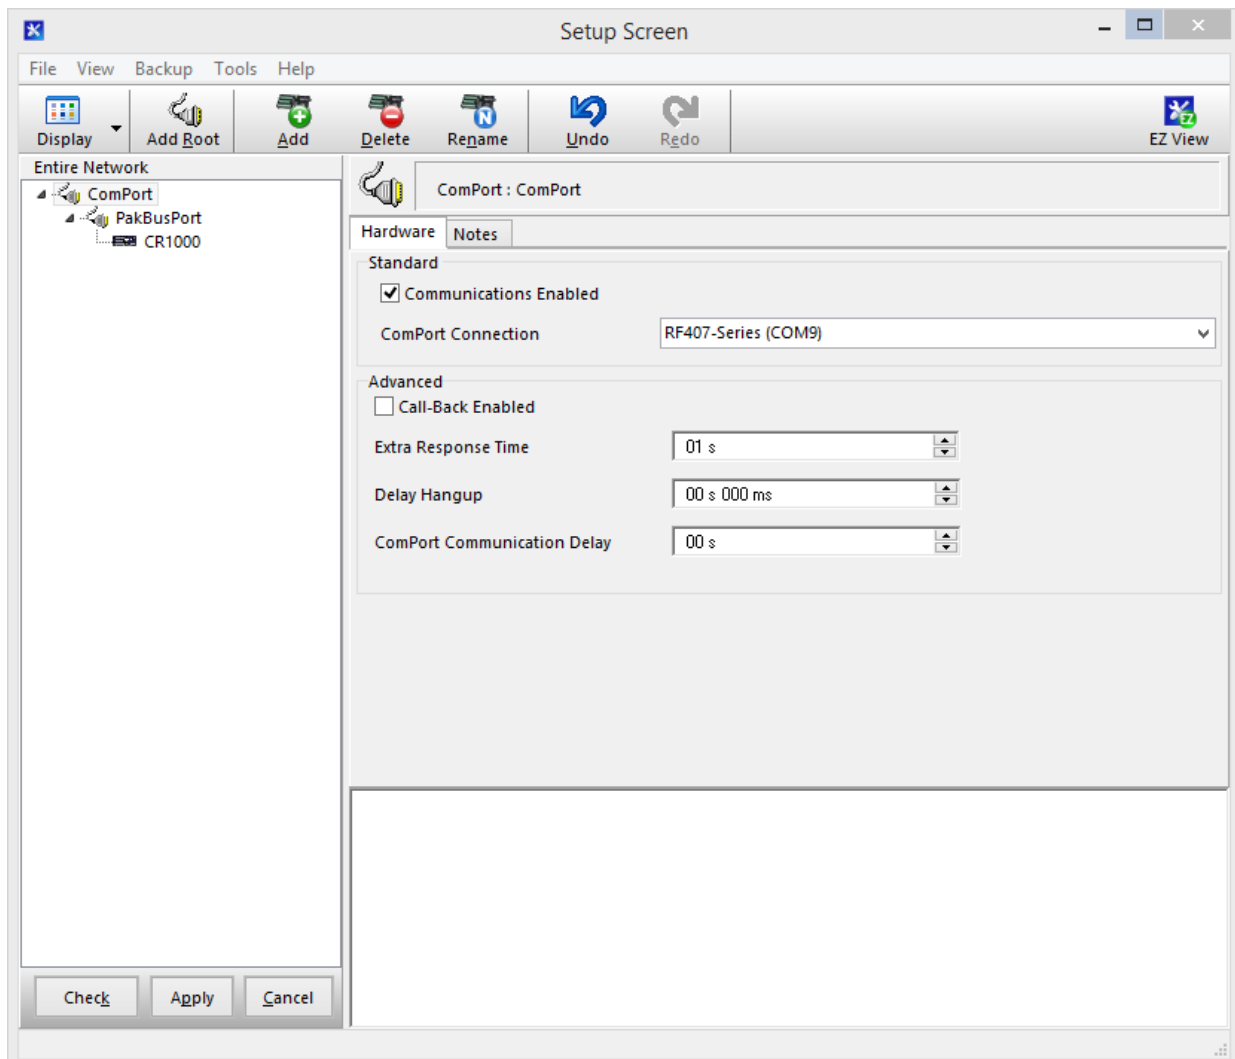 Setup Screen
File View Backup Tools Help
Display Add Root Add Delete Rename Undo Redo EZ View
Entire Network
ComPort
PakBusPort
CR1000
ComPort : ComPort
Hardware Notes
Standard
Communications Enabled
ComPort Connection RF407-Series (COM9)
Advanced
Call-Back Enabled
Extra Response Time 01 s
Delay Hangup 00 s 000 ms
ComPort Communication Delay 00 s
Check Apply Cancel